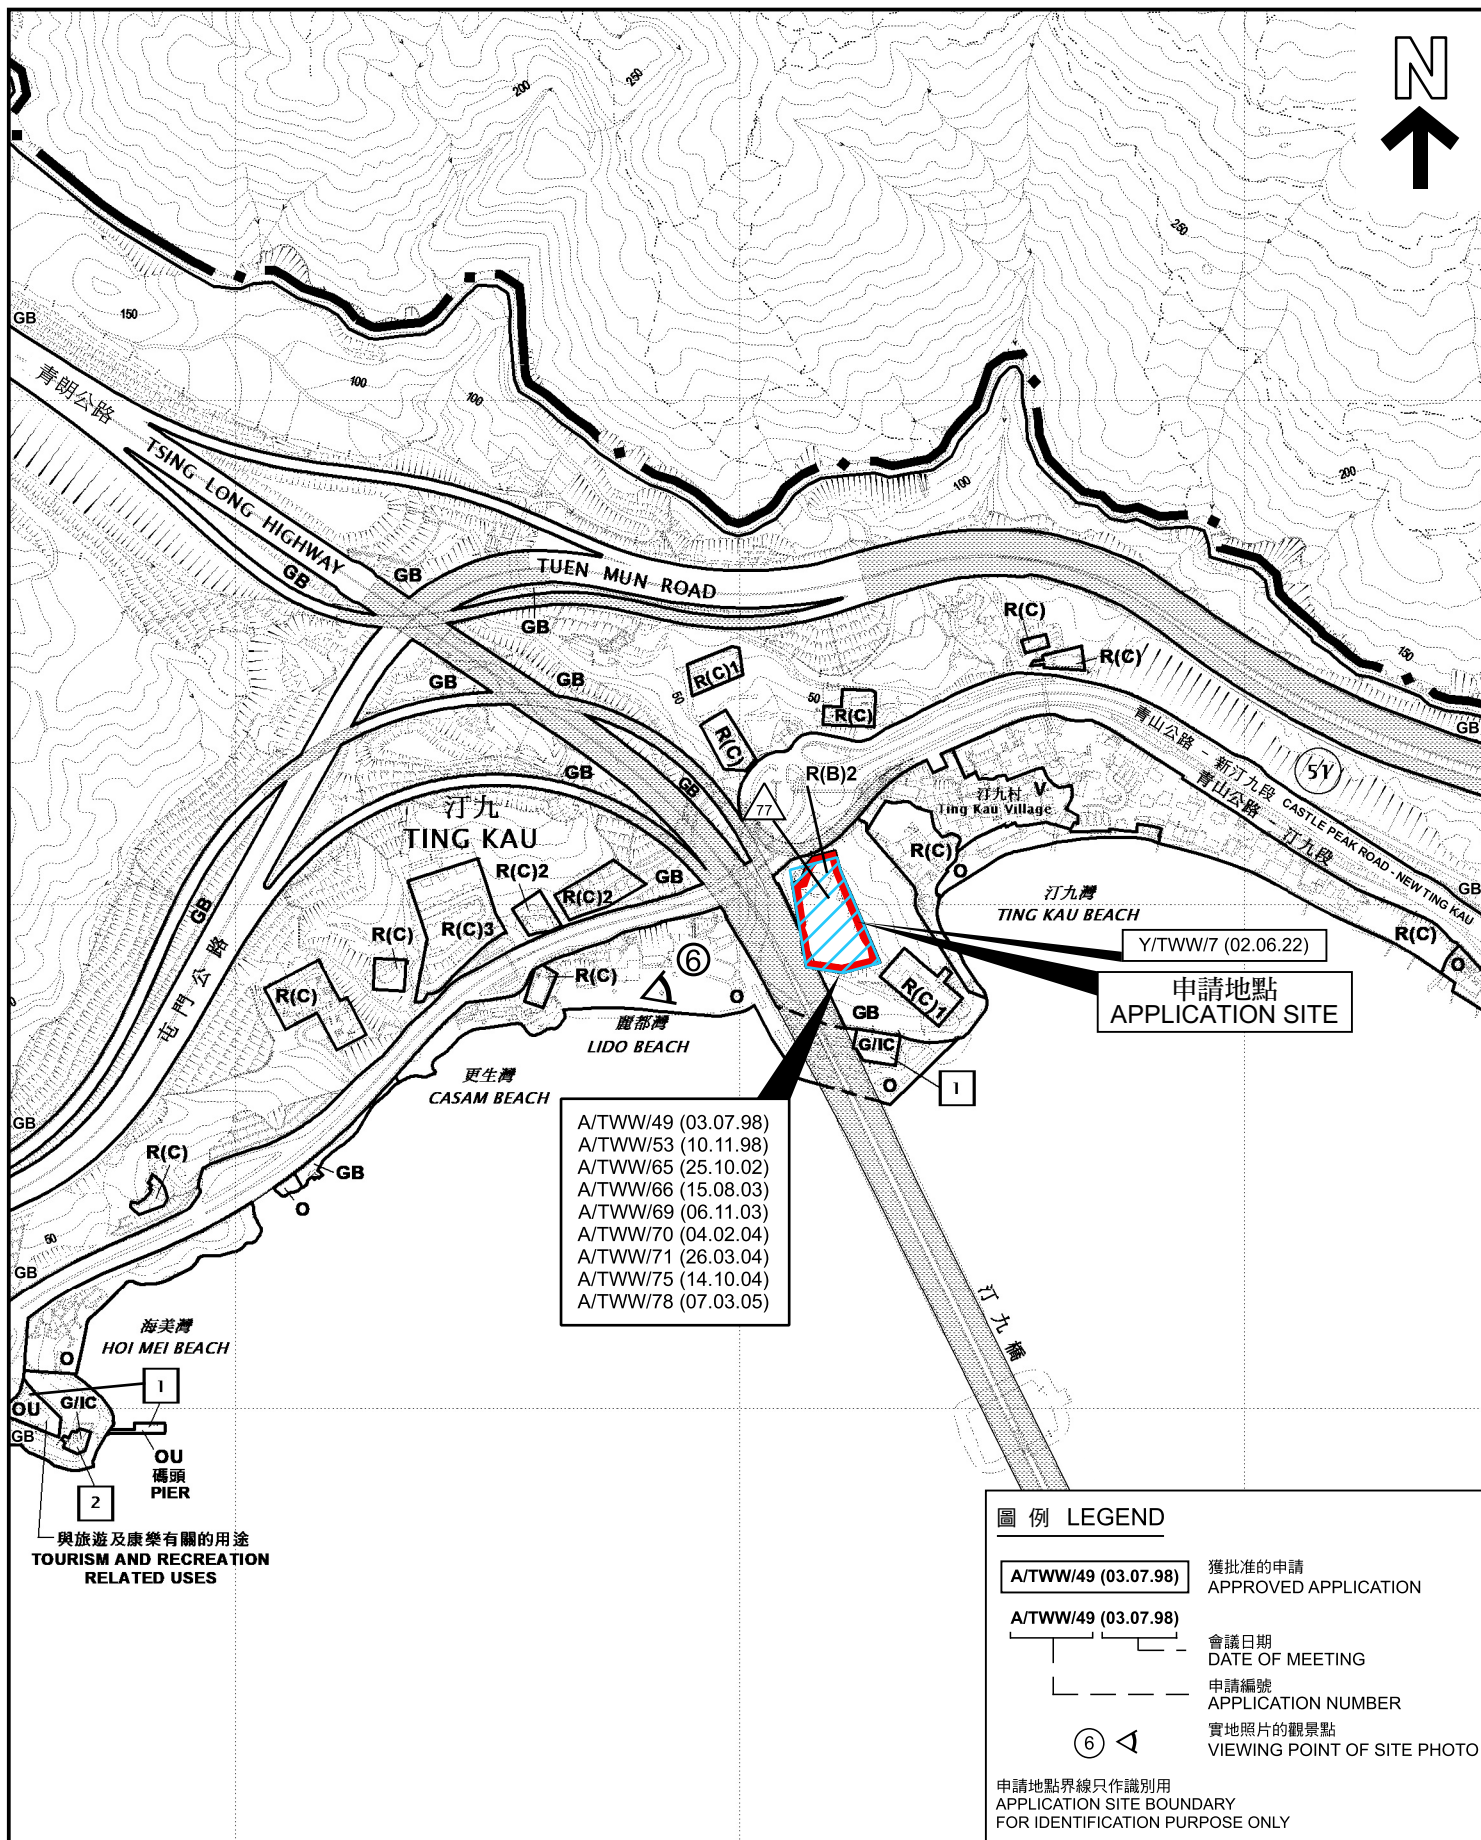 N
200
250
250
GB
150
青朗公路
TSING LONG HIGHWAY
100
100
100
200
GB
GB
TUEN MUN ROAD
GB
R(C)
R(C)
150
GB
GB
GB
R(C)1
50
50
R(C)
R(C)
青山公路 - 新汀九段 CASTLE PEAK ROAD - NEW TING KAU
青山公路 - 汀九段
GB
GB
R(B)2
77
汀九村
V
Ting Kau Village
汀九
TING KAU
R(C)2
R(C)2
GB
R(C)
O
GB
汀九灣
TING KAU BEACH
GB
R(C)
R(C)3
R(C)
O
屯門公路
R(C)
R(C)
6
O
麗都灣
LIDO BEACH
R(C)1
GB
G/IC
O
1
Y/TWW/7 (02.06.22)
申請地點
APPLICATION SITE
更生灣
CASAM BEACH
GB
R(C)
GB
O
50
GB
A/TWW/49 (03.07.98)
A/TWW/53 (10.11.98)
A/TWW/65 (25.10.02)
A/TWW/66 (15.08.03)
A/TWW/69 (06.11.03)
A/TWW/70 (04.02.04)
A/TWW/71 (26.03.04)
A/TWW/75 (14.10.04)
A/TWW/78 (07.03.05)
汀九橋
海美灣
HOI MEI BEACH
O
1
OU
G/IC
GB
OU
碼頭
PIER
2
與旅遊及康樂有關的用途
TOURISM AND RECREATION
RELATED USES
圖例 LEGEND
A/TWW/49 (03.07.98)
獲批准的申請
APPROVED APPLICATION
A/TWW/49 (03.07.98)
會議日期
DATE OF MEETING
申請編號
APPLICATION NUMBER
6
實地照片的觀景點
VIEWING POINT OF SITE PHOTO
申請地點界線只作識別用
APPLICATION SITE BOUNDARY
FOR IDENTIFICATION PURPOSE ONLY